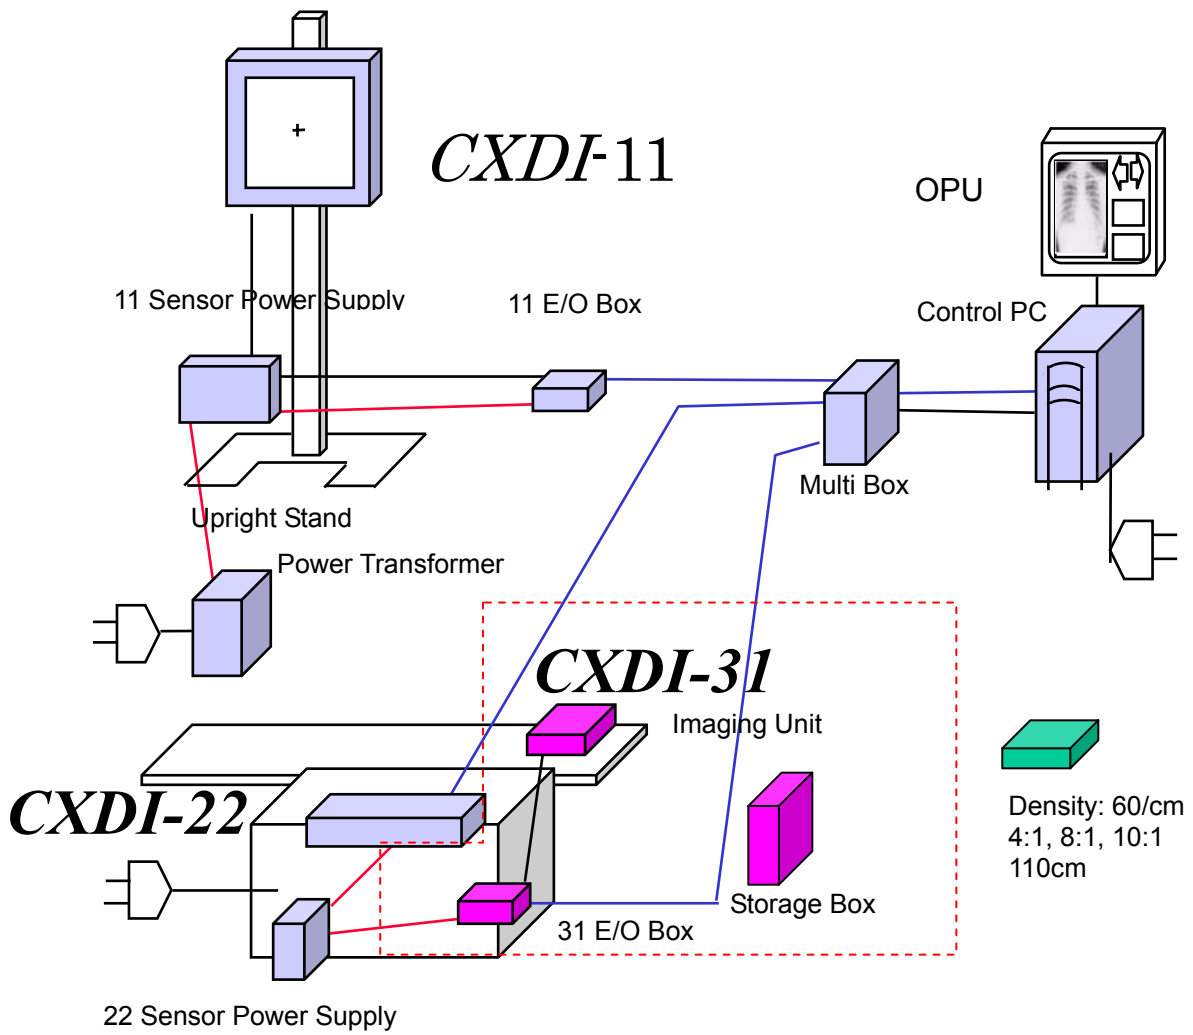 CXDI-11
OPU
11 Sensor Power Supply
11 E/O Box
Control PC
Multi Box
Upright Stand
Power Transformer
CXDI-31
Imaging Unit
CXDI-22
Density: 60/cm
4:1, 8:1, 10:1
110cm
Storage Box
31 E/O Box
22 Sensor Power Supply